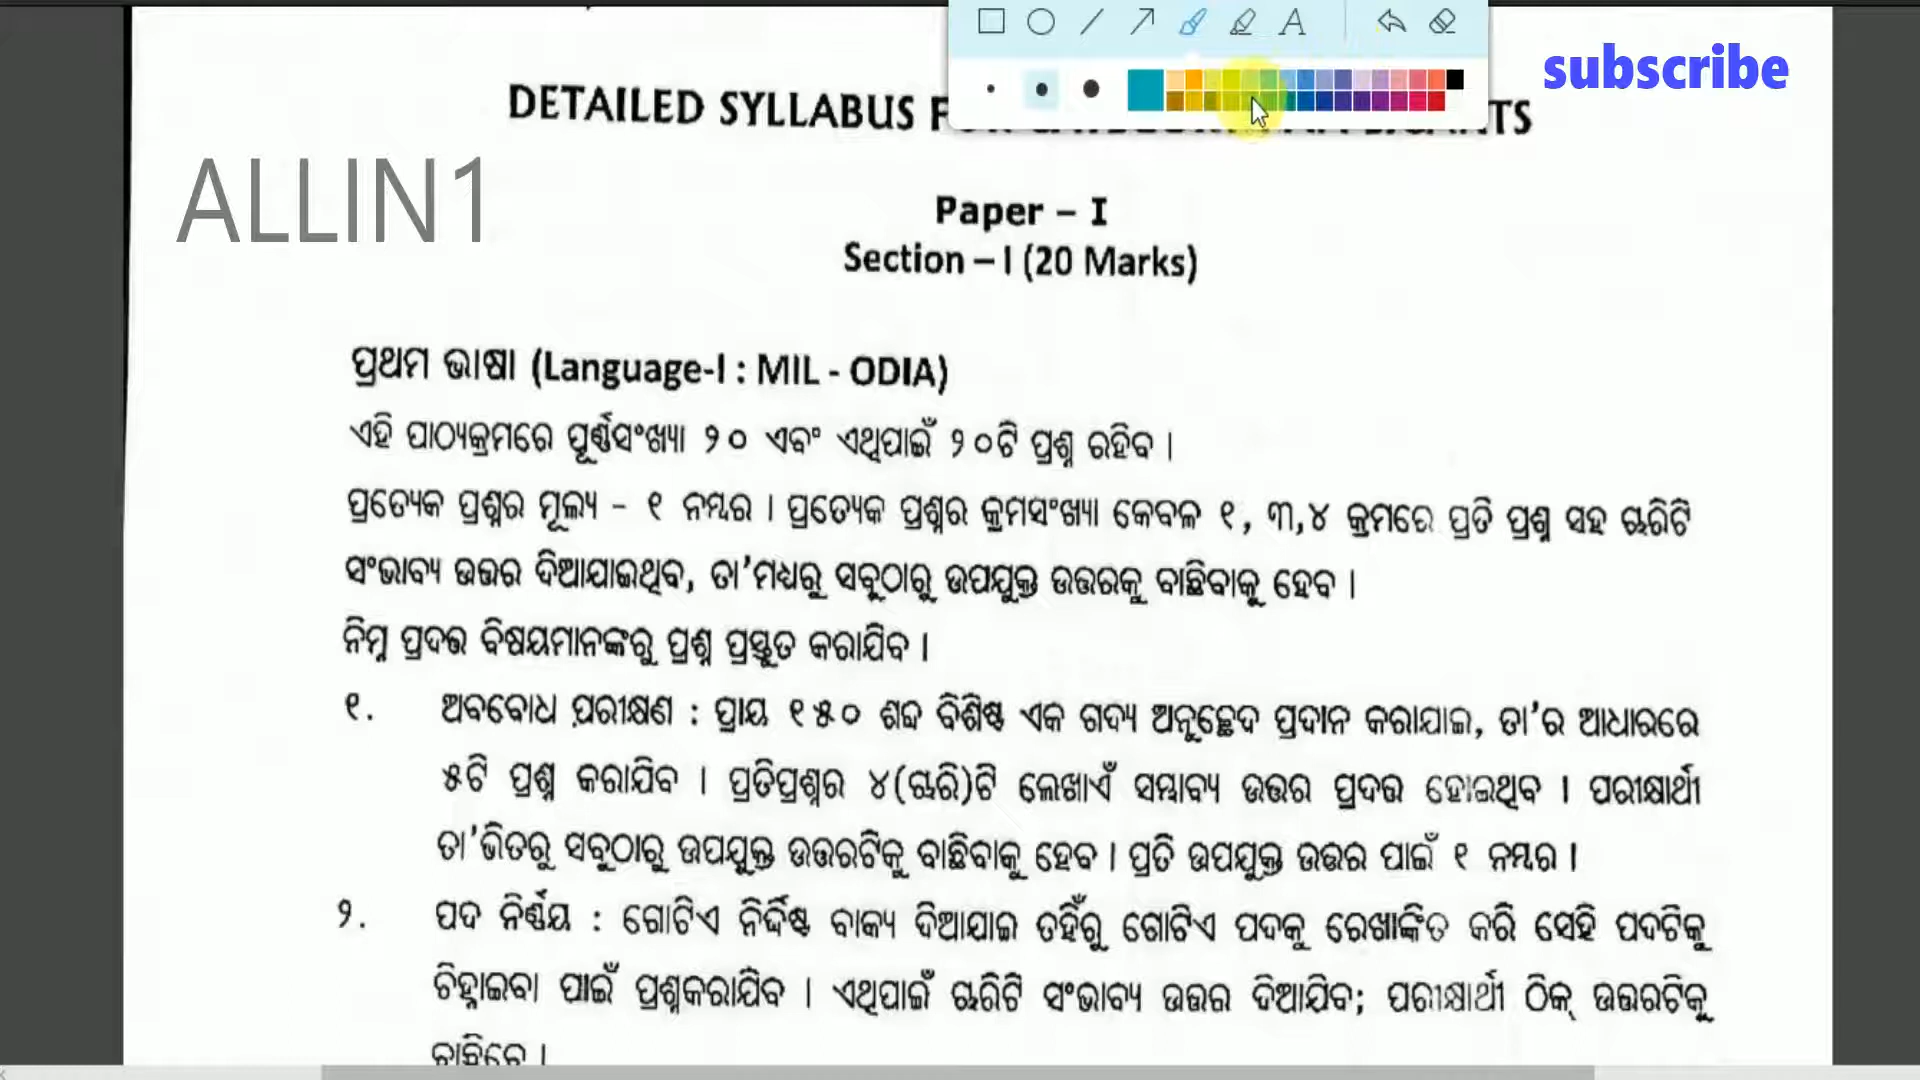 subscribe
DETAILED SYLLABUS
ALLIN1
Paper – I
Section – I (20 Marks)
ପ୍ରଥମ ଭାଷା (Language-I : MIL - ODIA)
ଏହି ପାଠ୍ୟକ୍ରମରେ ପୂର୍ଣ୍ଣସଂଖ୍ୟା ୨୦ ଏବଂ ଏଥିପାଇଁ ୨୦ଟି ପ୍ରଶ୍ନ ରହିବ ।
ପ୍ରତ୍ୟେକ ପ୍ରଶ୍ନର ମୂଲ୍ୟ – ୧ ନମ୍ବର । ପ୍ରତ୍ୟେକ ପ୍ରଶ୍ନର କ୍ରମସଂଖ୍ୟା କେବଳ ୧, ୩,୪ କ୍ରମରେ ପ୍ରତି ପ୍ରଶ୍ନ ସହ ଚାରିଟି
ସଂଭାବ୍ୟ ଉତ୍ତର ଦିଆଯାଇଥିବ, ତା'ମଧ୍ୟରୁ ସବୁଠାରୁ ଉପଯୁକ୍ତ ଉତ୍ତରକୁ ବାଛିବାକୁ ହେବ ।
ନିମ୍ନ ପ୍ରଦତ୍ତ ବିଷୟମାନଙ୍କରୁ ପ୍ରଶ୍ନ ପ୍ରସ୍ତୁତ କରାଯିବ ।
୧. ଅବବୋଧ ପରୀକ୍ଷଣ : ପ୍ରାୟ ୧୫୦ ଶବ୍ଦ ବିଶିଷ୍ଟ ଏକ ଗଦ୍ୟ ଅନୁଚ୍ଛେଦ ପ୍ରଦାନ କରାଯାଇ, ତା'ର ଆଧାରରେ
୫ଟି ପ୍ରଶ୍ନ କରାଯିବ । ପ୍ରତିପ୍ରଶ୍ନର ୪(ଚାରି)ଟି ଲେଖାଏଁ ସମ୍ଭାବ୍ୟ ଉତ୍ତର ପ୍ରଦତ୍ତ ହୋଇଥିବ । ପରୀକ୍ଷାର୍ଥୀ
ତା'ଭିତରୁ ସବୁଠାରୁ ଉପଯୁକ୍ତ ଉତ୍ତରଟିକୁ ବାଛିବାକୁ ହେବ । ପ୍ରତି ଉପଯୁକ୍ତ ଉତ୍ତର ପାଇଁ ୧ ନମ୍ବର ।
୨. ପଦ ନିର୍ଣ୍ଣୟ : ଗୋଟିଏ ନିର୍ଦ୍ଦିଷ୍ଟ ବାକ୍ୟ ଦିଆଯାଇ ତହିଁରୁ ଗୋଟିଏ ପଦକୁ ରେଖାଙ୍କିତ କରି ସେହି ପଦଟିକୁ
ଚିହ୍ନାଇବା ପାଇଁ ପ୍ରଶ୍ନକରାଯିବ । ଏଥିପାଇଁ ଚାରିଟି ସଂଭାବ୍ୟ ଉତ୍ତର ଦିଆଯିବ; ପରୀକ୍ଷାର୍ଥୀ ଠିକ୍ ଉତ୍ତରଟିକୁ
ବାଛିବେ ।